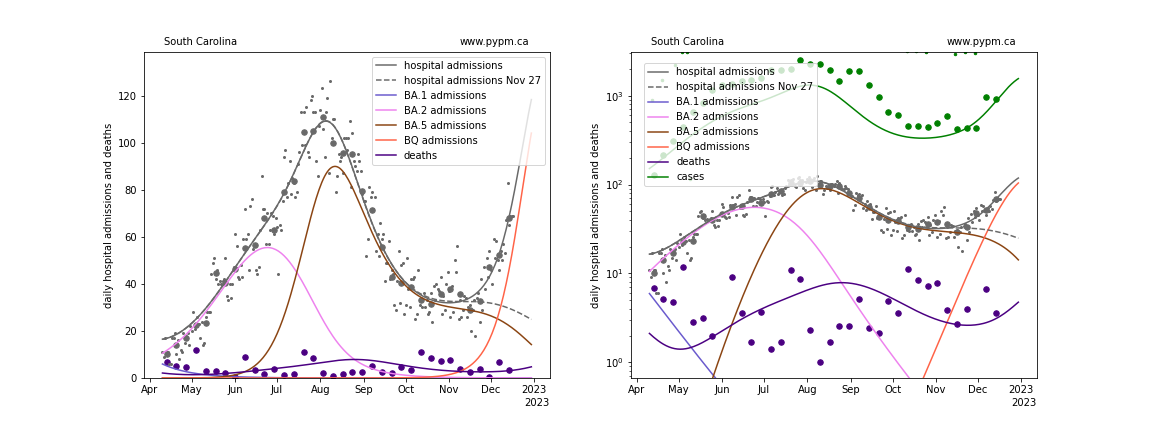 South Carolina www.pypm.ca
hospital admissions
hospital admissions Nov 27
BA.1 admissions
BA.2 admissions
BA.5 admissions
BQ admissions
deaths
daily hospital admissions and deaths
120
100
80
60
40
20
0
Apr May Jun Jul Aug Sep Oct Nov Dec 2023
2023
South Carolina www.pypm.ca
hospital admissions
hospital admissions Nov 27
BA.1 admissions
BA.2 admissions
BA.5 admissions
BQ admissions
deaths
cases
daily hospital admissions and deaths
10³
10²
10¹
10⁰
Apr May Jun Jul Aug Sep Oct Nov Dec 2023
2023